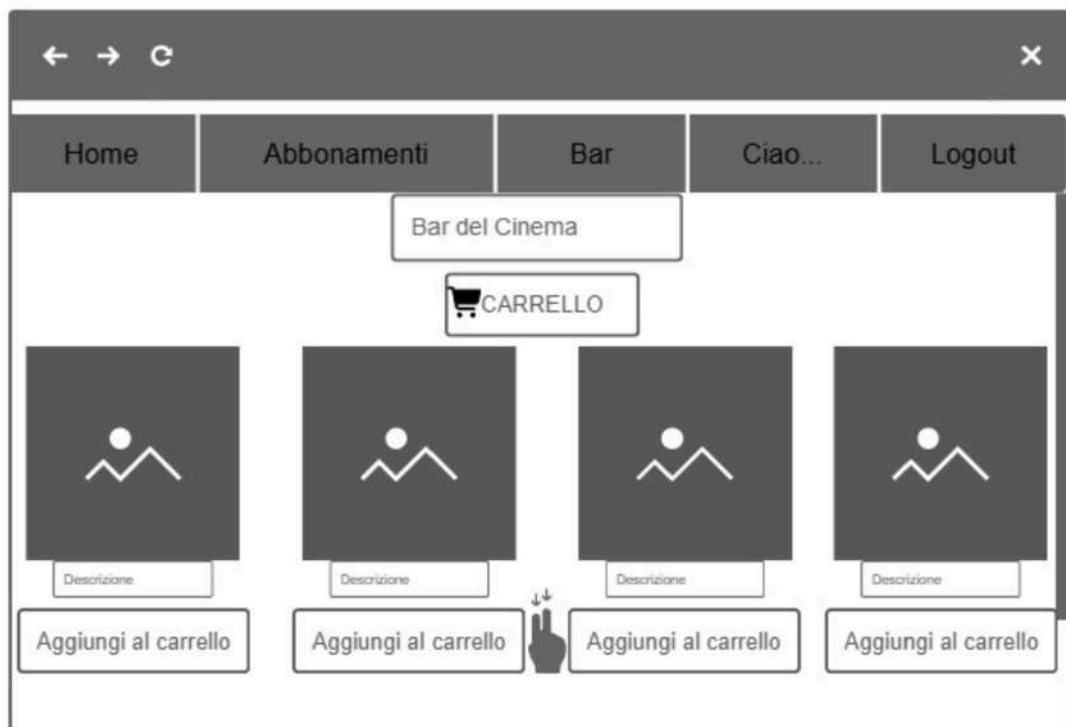 Home Abbonamenti Bar Ciao... Logout
Bar del Cinema
CARRELLO
Descrizione Descrizione Descrizione Descrizione
Aggiungi al carrello Aggiungi al carrello Aggiungi al carrello Aggiungi al carrello